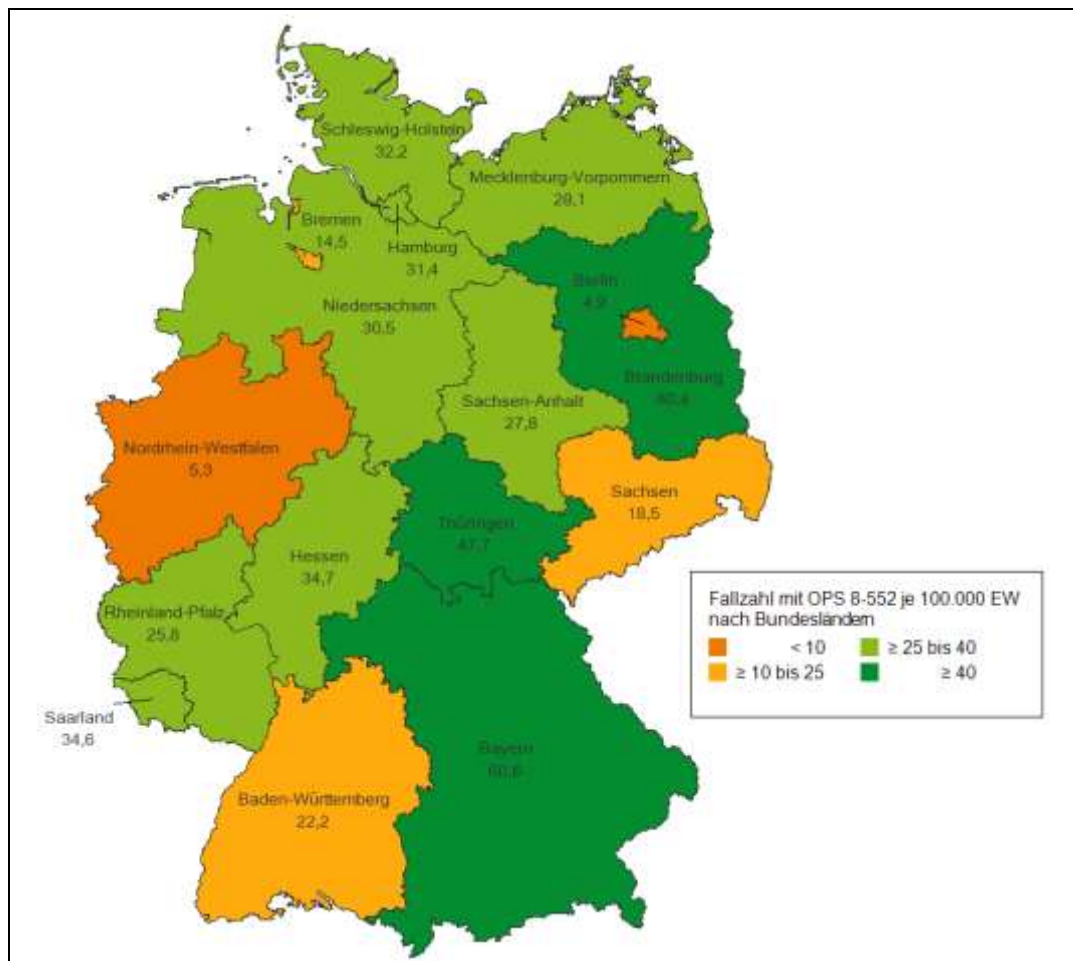 Schleswig-Holstein
32,2
Mecklenburg-Vorpommern
28,1
Bremen
14,5
Hamburg
31,4
Berlin
4,9
Niedersachsen
30,5
Brandenburg
Sachsen-Anhalt
27,8
Nordrhein-Westfalen
5,3
Sachsen
18,5
Thüringen
47,7
Hessen
34,7
Rheinland-Pfalz
25,8
Saarland
34,6
Bayern
Baden-Württemberg
22,2
Fallzahl mit OPS 8-552 je 100.000 EW
nach Bundesländern
< 10 ≥ 25 bis 40
≥ 10 bis 25 ≥ 40